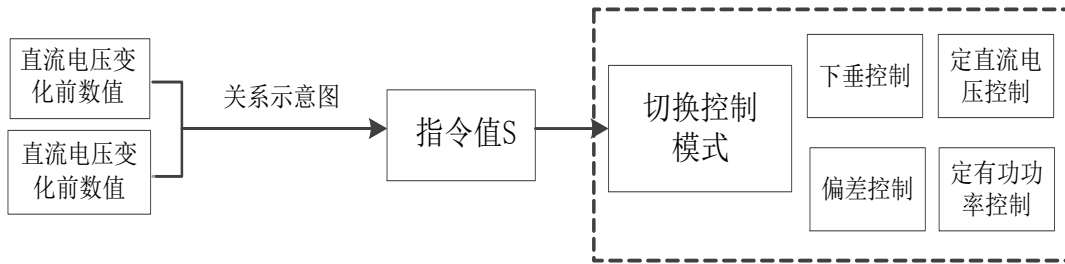 直流电压变
化前数值
直流电压变
化前数值
关系示意图
指令值S
切换控制
模式
下垂控制
定直流电
压控制
偏差控制
定有功功
率控制